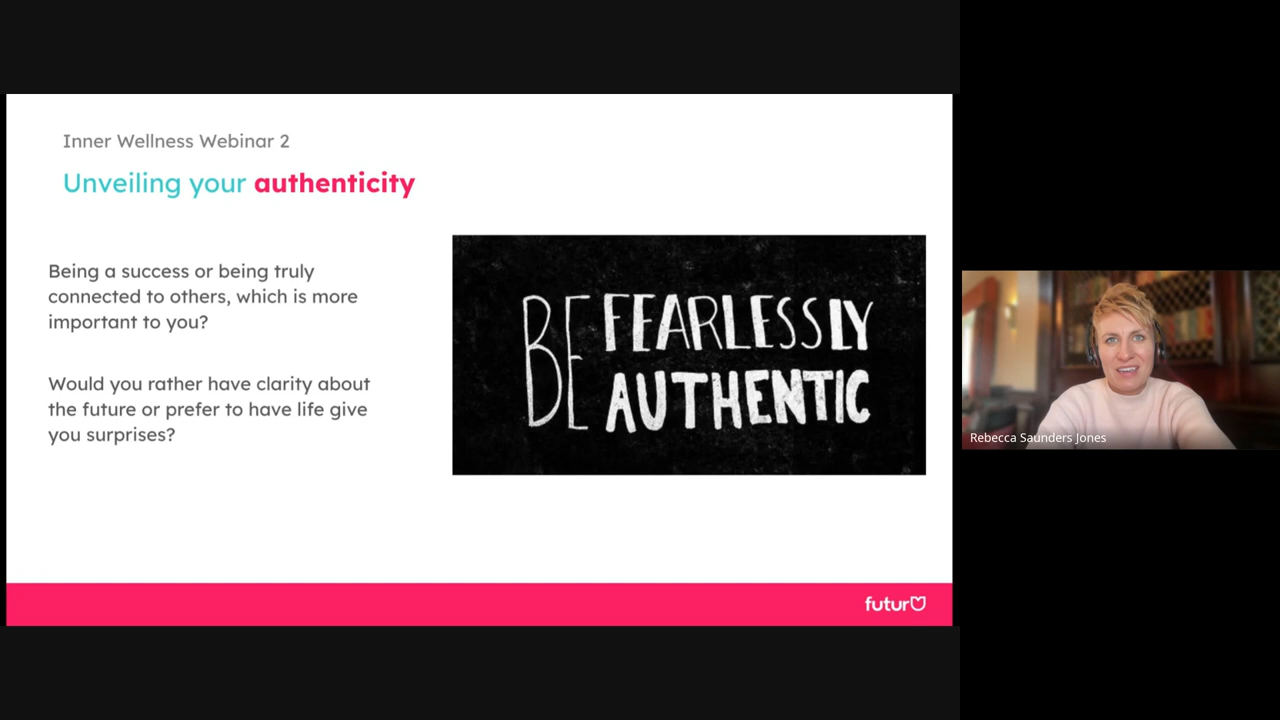 Inner Wellness Webinar 2
Unveiling your authenticity
Being a success or being truly
connected to others, which is more
important to you?
Would you rather have clarity about
the future or prefer to have life give
you surprises?
BE FEARLESSLY
AUTHENTIC
futur
Rebecca Saunders Jones